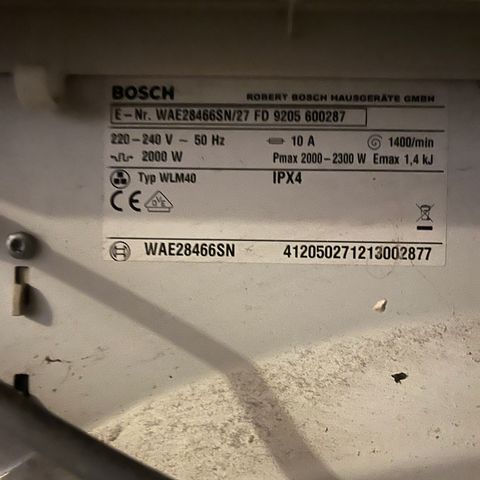 BOSCH ROBERT BOSCH HAUSGERÄTE GMBH
E-Nr. WAE28466SN/27 FD 9205 600287
220-240 V ~ 50 Hz 10 A 1400/min
2000 W Pmax 2000-2300 W Emax 1,4 kJ
Typ WLM40 IPX4
CE
WAE28466SN 412050271213002877